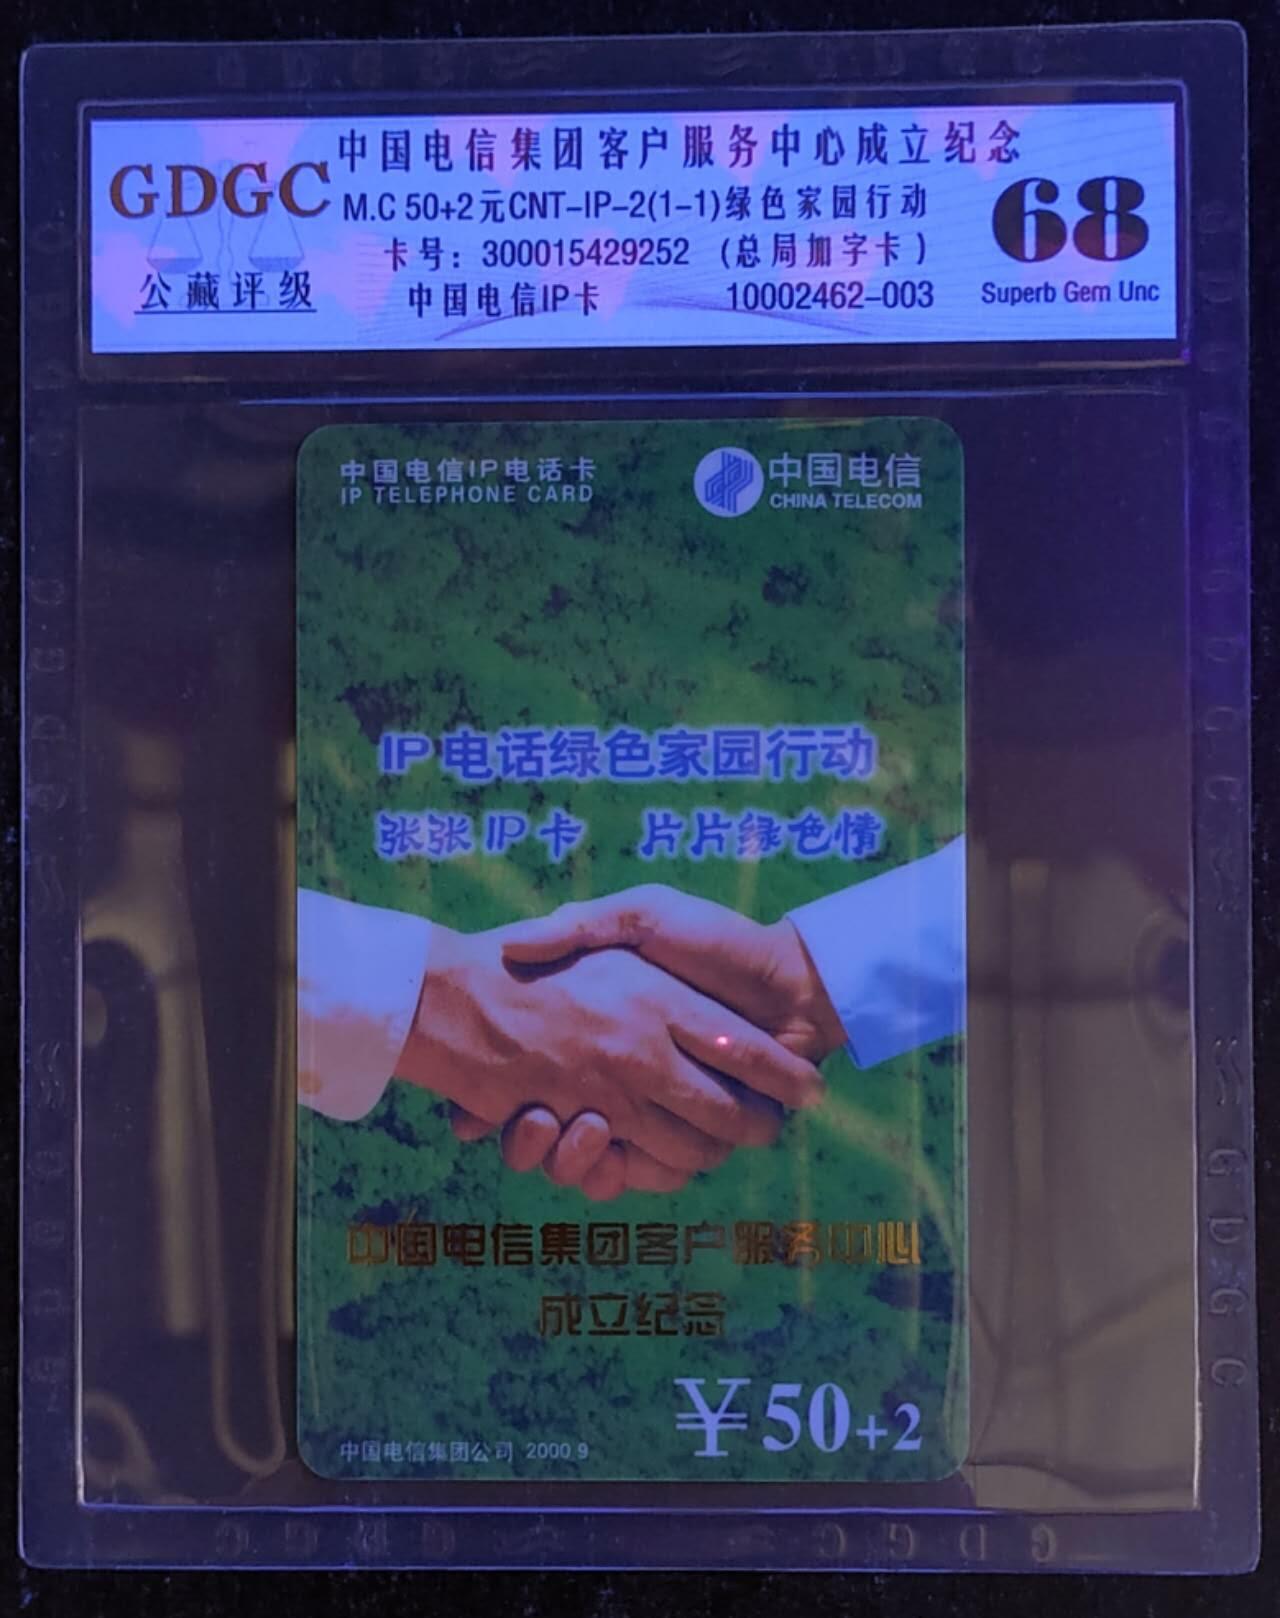 中国电信集团客户服务中心成立纪念
GDGC
M.C 50+2元CNT-IP-2(1-1)绿色家园行动
68
卡号：300015429252 （总局加字卡）
公藏评级
中国电信IP卡 10002462-003
Superb Gem Unc
中国电信IP电话卡
IP TELEPHONE CARD
中国电信
CHINA TELECOM
IP电话绿色家园行动
张张IP卡 片片绿色情
中国电信集团客户服务中心
成立纪念
¥50+2
中国电信集团公司 2000.9